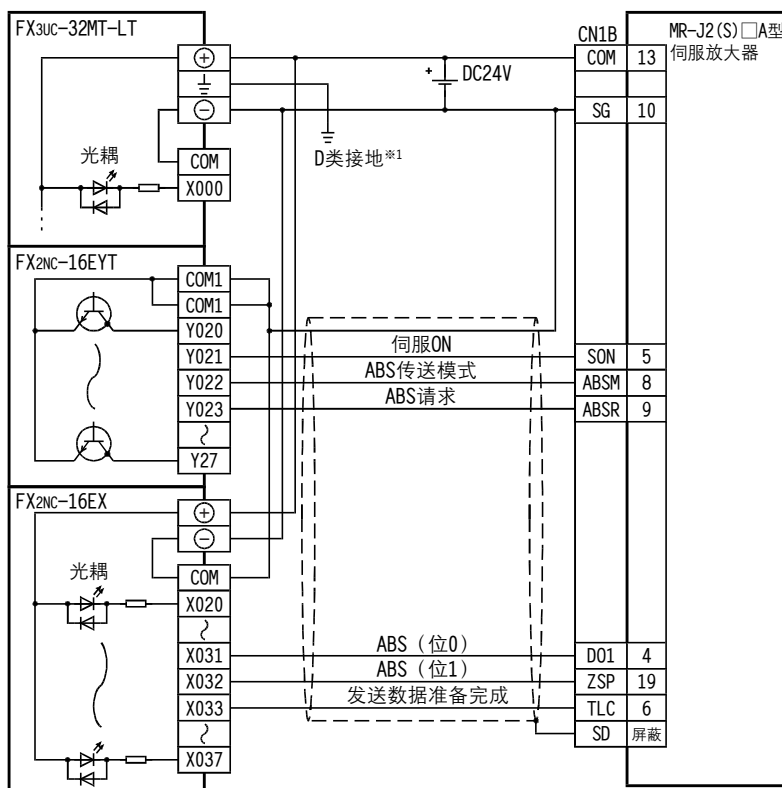 FX3UC-32MT-LT
⊕
⊖
光耦
COM
X000
DC24V
+
D类接地※1
CN1B
MR-J2(S)□A型
伺服放大器
COM 13
SG 10
FX2NC-16EYT
COM1
COM1
Y020
Y021 伺服ON SON 5
Y022 ABS传送模式 ABSM 8
Y023 ABS请求 ABSR 9
Y27
FX2NC-16EX
⊕
⊖
光耦
COM
X020
X031 ABS（位0） DO1 4
X032 ABS（位1） ZSP 19
X033 发送数据准备完成 TLC 6
SD 屏蔽
X037